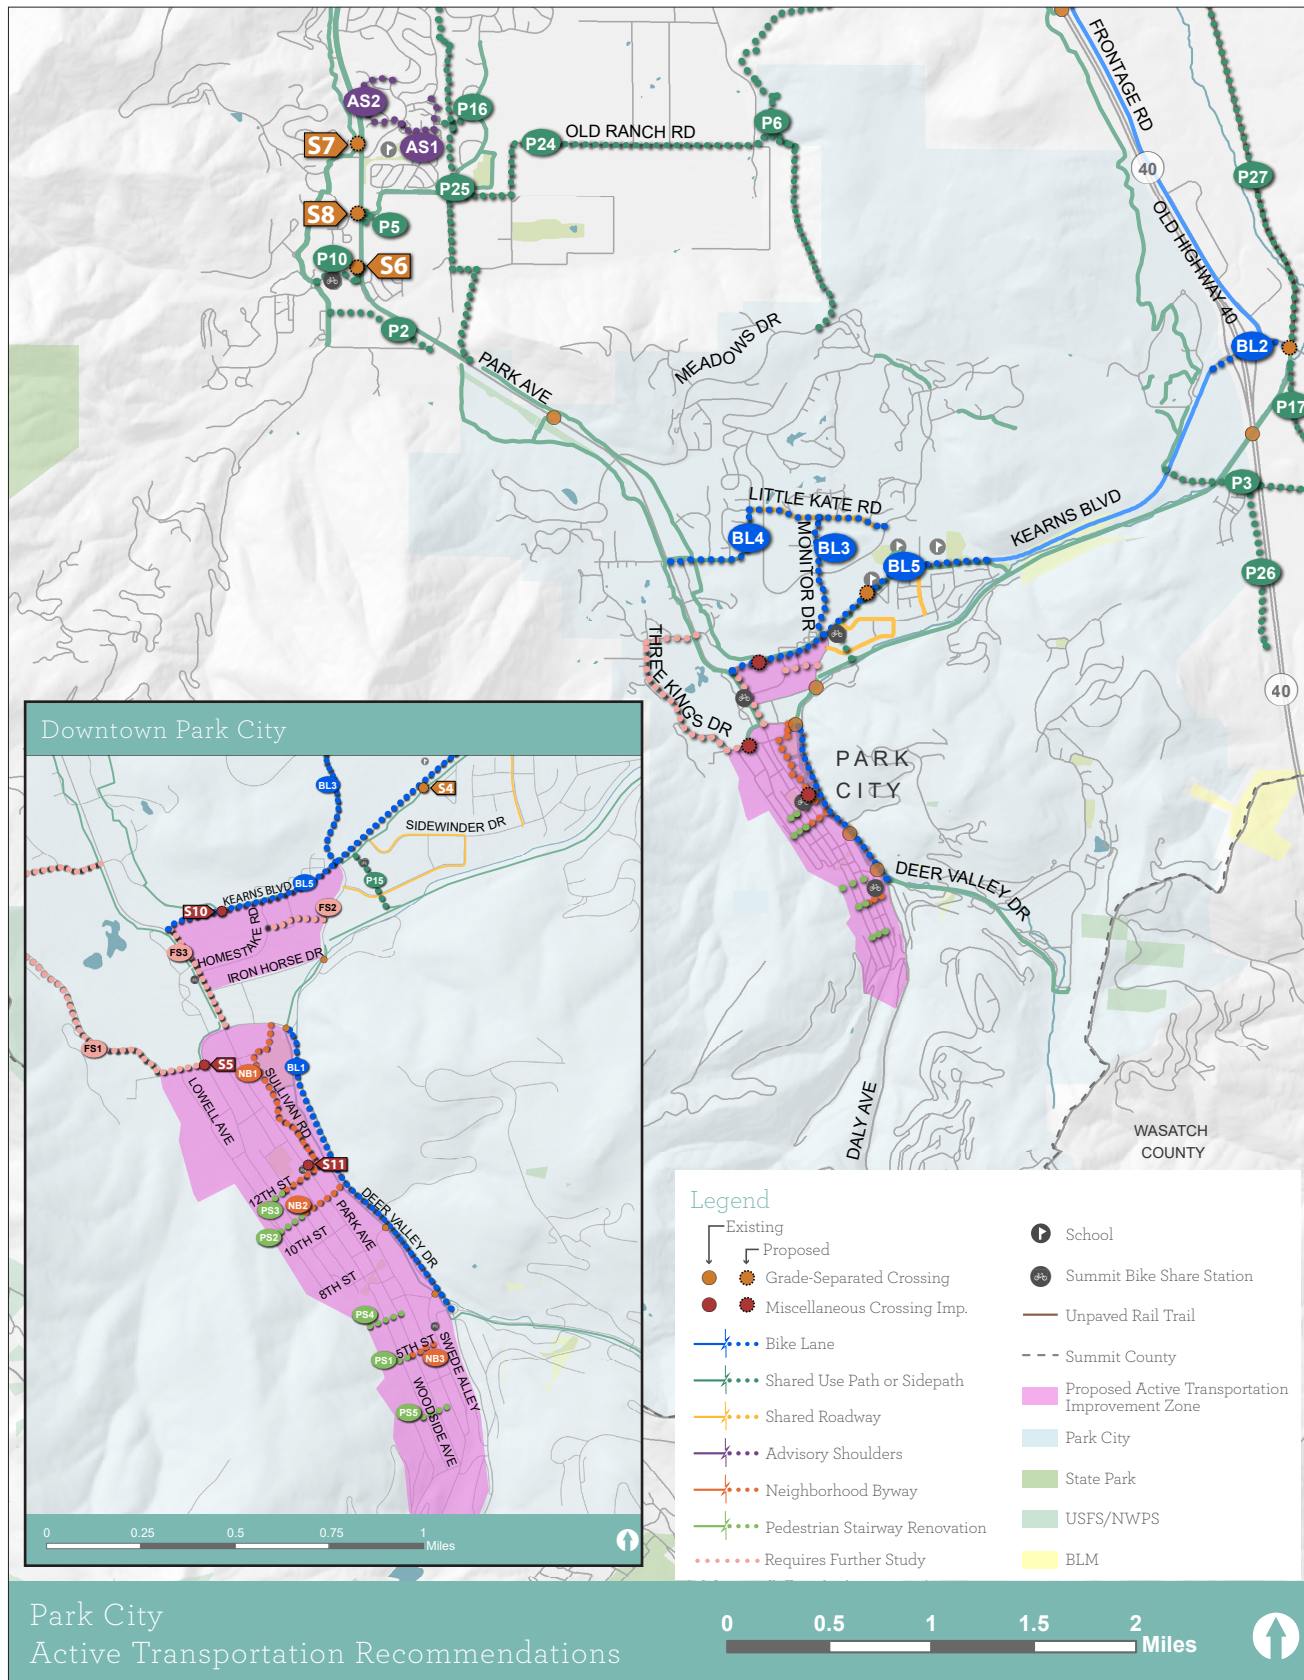 FRONTAGE RD
AS2
P16
P6
S7
AS1
P24
OLD RANCH RD
40
P27
P25
S8
P5
OLD HIGHWAY 40
P10
S6
P2
MEADOWS DR
BL2
PARK AVE
P17
P3
LITTLE KATE RD
KEARNS BLVD
BL4
MONITOR DR
BL3
BL5
P26
THREE KINGS DR
40
PARK
CITY
DEER VALLEY DR
DALY AVE
WASATCH
COUNTY
Downtown Park City
BL3
S4
SIDEWINDER DR
KEARNS BLVD
BL5
P15
S10
FS2
FS3
HOMESTAKE RD
IRON HORSE DR
FS1
S5
NB1
BL1
LOWELL AVE
SULLIVAN RD
S11
12TH ST
PS3
NB2
PARK AVE
DEER VALLEY DR
PS2
10TH ST
8TH ST
PS4
5TH ST
PS1
NB3
SWEDE ALLEY
PS5
WOODSIDE AVE
0 0.25 0.5 0.75 1
Miles
Legend
Existing
Proposed
Grade-Separated Crossing
Miscellaneous Crossing Imp.
Bike Lane
Shared Use Path or Sidepath
Shared Roadway
Advisory Shoulders
Neighborhood Byway
Pedestrian Stairway Renovation
Requires Further Study
School
Summit Bike Share Station
Unpaved Rail Trail
Summit County
Proposed Active Transportation
Improvement Zone
Park City
State Park
USFS/NWPS
BLM
Park City
Active Transportation Recommendations
0 0.5 1 1.5 2
Miles